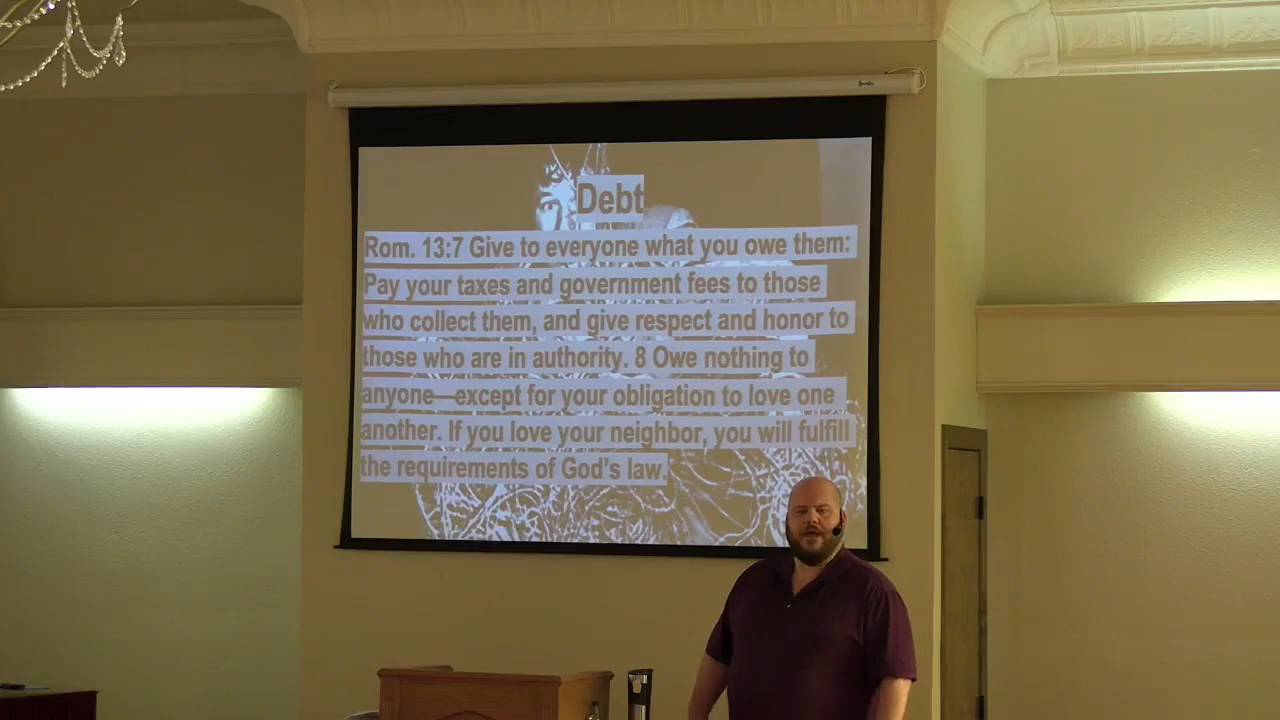 Debt
Rom. 13:7 Give to everyone what you owe them:
Pay your taxes and government fees to those
who collect them, and give respect and honor to
those who are in authority. 8 Owe nothing to
anyone—except for your obligation to love one
another. If you love your neighbor, you will fulfill
the requirements of God's law.